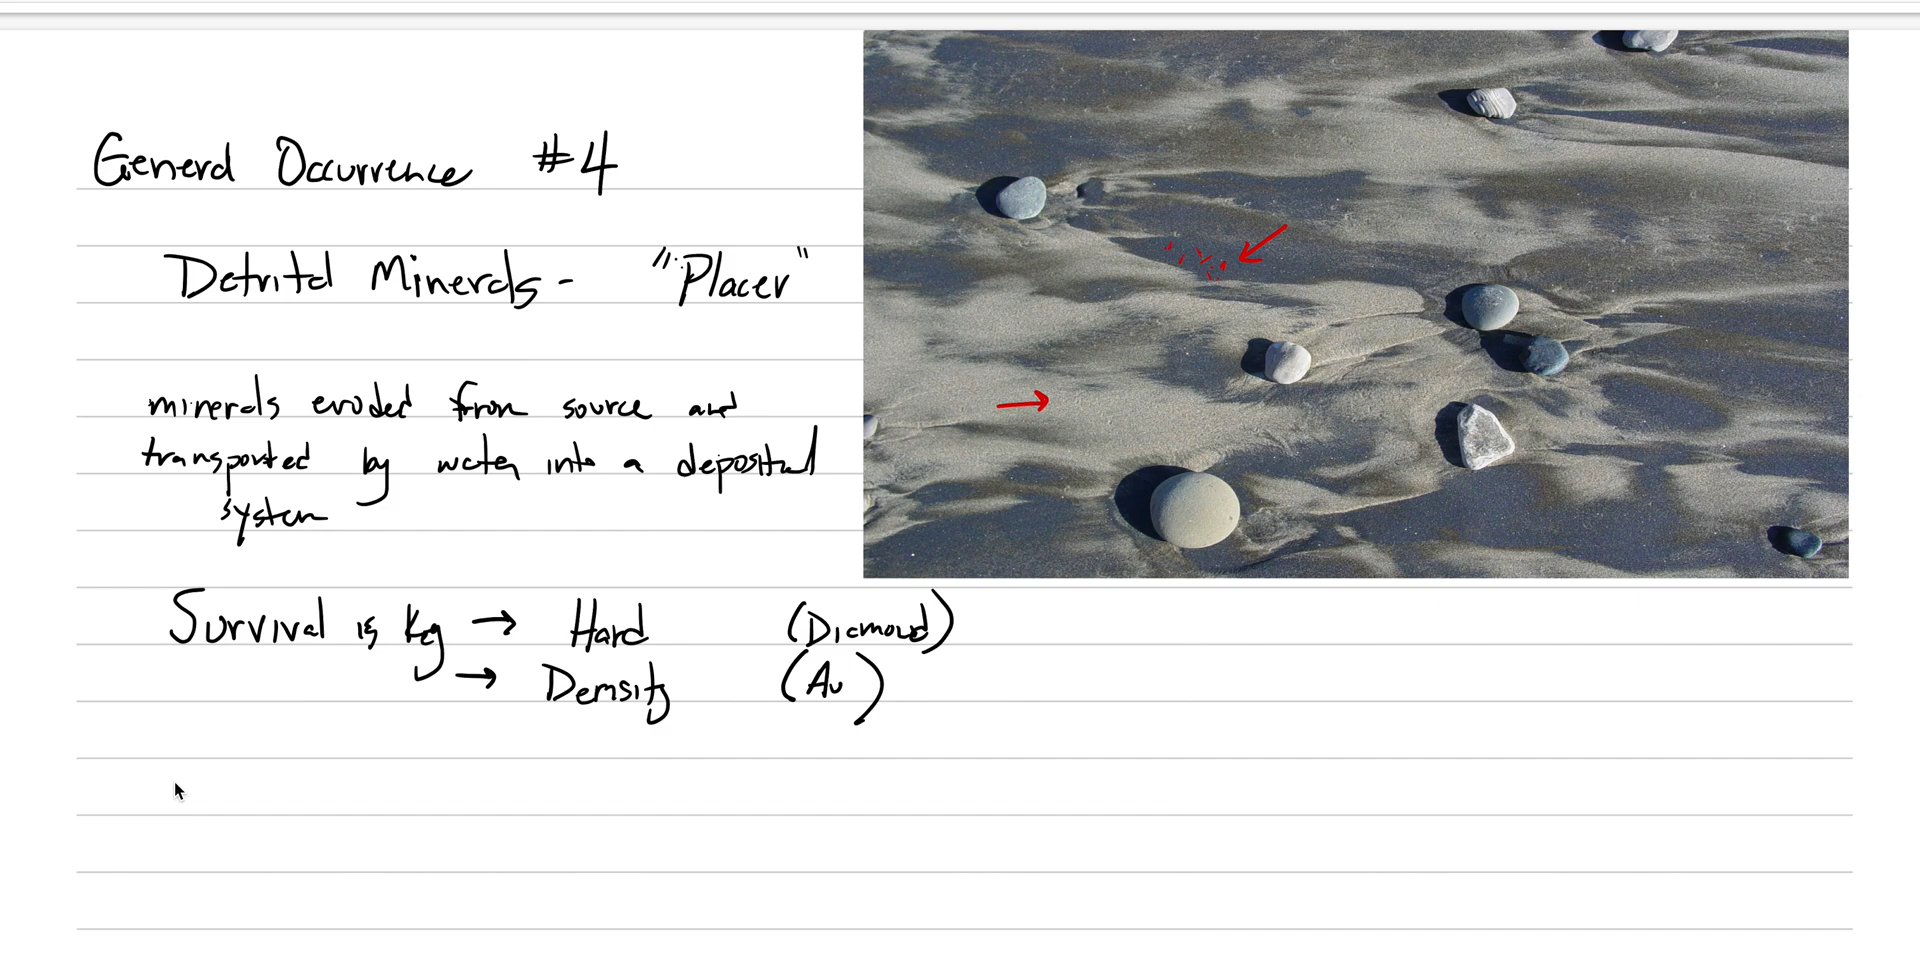 General Occurrence #4
Detrital Minerals - "Placer"
minerals eroded from source and
transported by water into a depositial
system
Survival is Key → Hard (Diamond)
→ Density (Au)